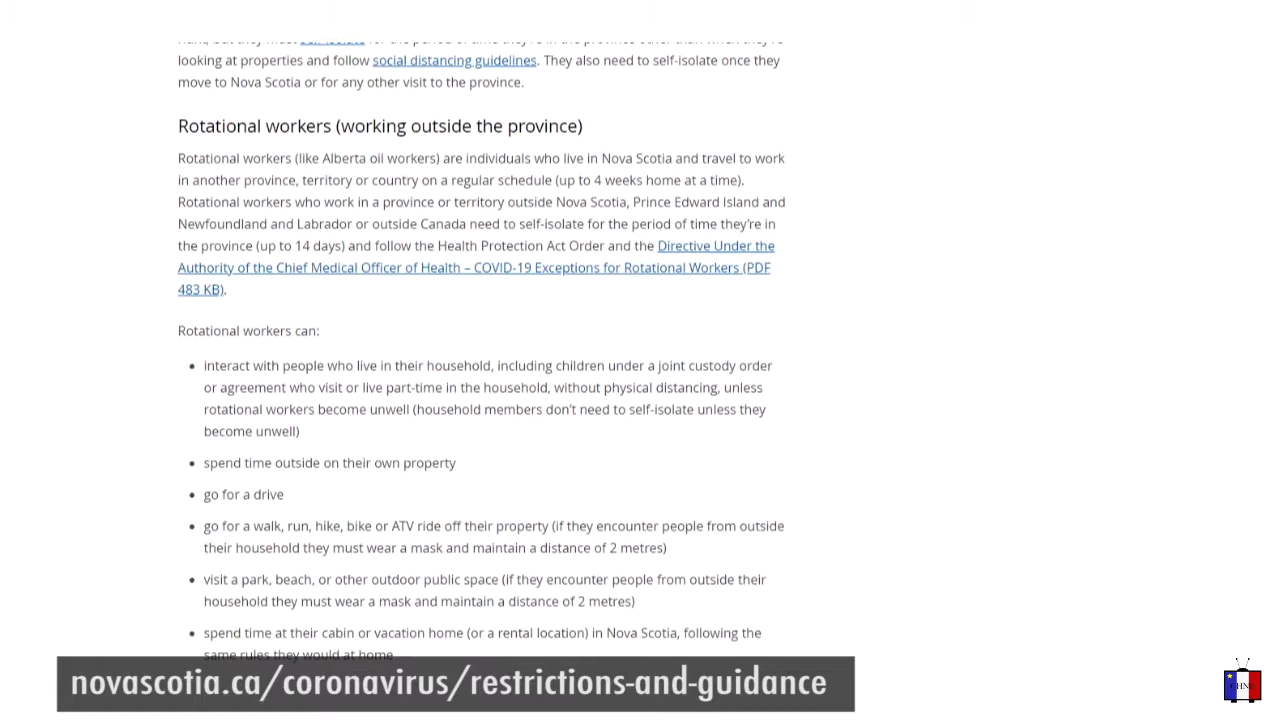 self-isolate
looking at properties and follow social distancing guidelines. They also need to self-isolate once they
move to Nova Scotia or for any other visit to the province.
Rotational workers (working outside the province)
Rotational workers (like Alberta oil workers) are individuals who live in Nova Scotia and travel to work
in another province, territory or country on a regular schedule (up to 4 weeks home at a time).
Rotational workers who work in a province or territory outside Nova Scotia, Prince Edward Island and
Newfoundland and Labrador or outside Canada need to self-isolate for the period of time they’re in
the province (up to 14 days) and follow the Health Protection Act Order and the Directive Under the
Authority of the Chief Medical Officer of Health – COVID-19 Exceptions for Rotational Workers (PDF
483 KB).
Rotational workers can:
• interact with people who live in their household, including children under a joint custody order
or agreement who visit or live part-time in the household, without physical distancing, unless
rotational workers become unwell (household members don’t need to self-isolate unless they
become unwell)
• spend time outside on their own property
• go for a drive
• go for a walk, run, hike, bike or ATV ride off their property (if they encounter people from outside
their household they must wear a mask and maintain a distance of 2 metres)
• visit a park, beach, or other outdoor public space (if they encounter people from outside their
household they must wear a mask and maintain a distance of 2 metres)
• spend time at their cabin or vacation home (or a rental location) in Nova Scotia, following the
same rules they would at home
novascotia.ca/coronavirus/restrictions-and-guidance